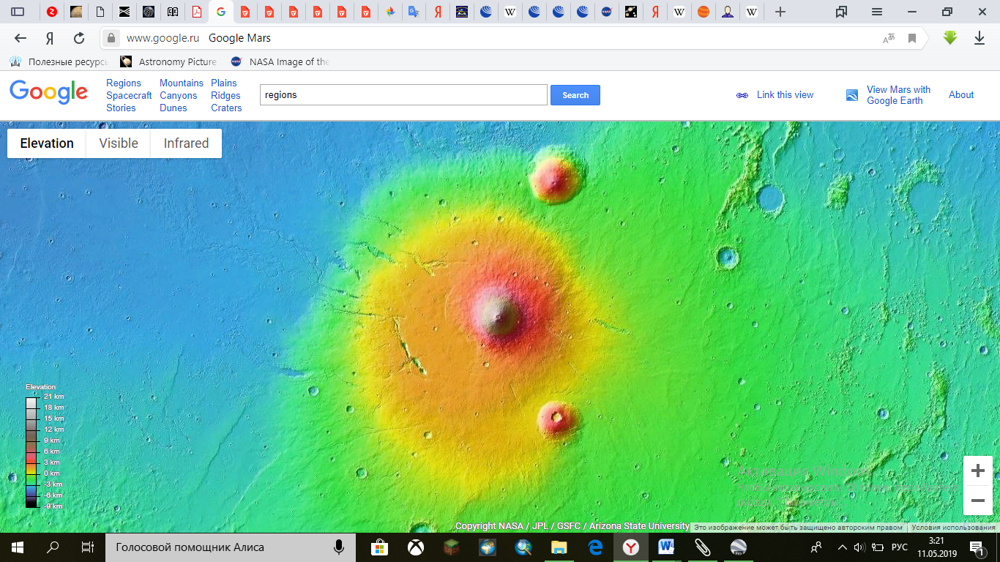 www.google.ru Google Mars
Полезные ресурс
Astronomy Picture
NASA Image of the
Google
Regions Mountains Plains
Spacecraft Canyons Ridges
Stories Dunes Craters
regions
Search
Link this view
View Mars with
Google Earth
About
Elevation Visible Infrared
Elevation
21 km
18 km
15 km
12 km
9 km
6 km
3 km
0 km
-3 km
-6 km
-9 km
Активация Windows
+
−
Copyright NASA / JPL / GSFC / Arizona State University
Это изображение может быть защищено авторским правом
Условия использования
Голосовой помощник Алиса
РУС
3:21
11.05.2019
1